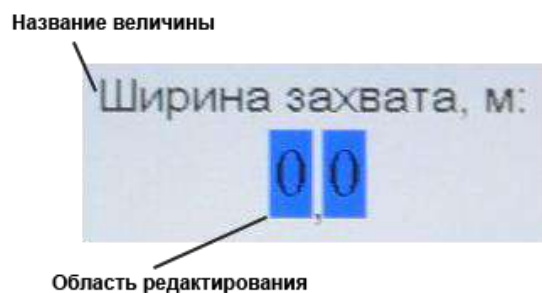 Название величины
Ширина захвата, м:
0,0
Область редактирования